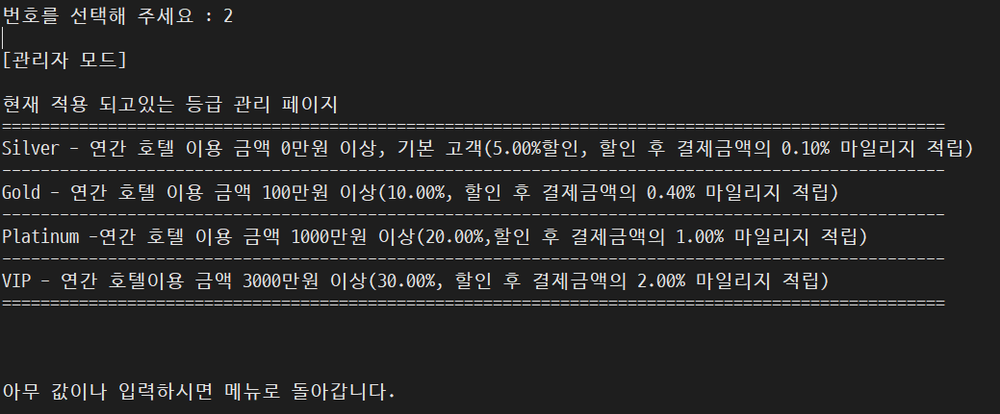 번호를 선택해 주세요 : 2
[관리자 모드]
현재 적용 되고있는 등급 관리 페이지
==================================================================================================
Silver - 연간 호텔 이용 금액 0만원 이상, 기본 고객(5.00%할인, 할인 후 결제금액의 0.10% 마일리지 적립)
--------------------------------------------------------------------------------------------------
Gold - 연간 호텔 이용 금액 100만원 이상(10.00%, 할인 후 결제금액의 0.40% 마일리지 적립)
--------------------------------------------------------------------------------------------------
Platinum -연간 호텔 이용 금액 1000만원 이상(20.00%,할인 후 결제금액의 1.00% 마일리지 적립)
--------------------------------------------------------------------------------------------------
VIP - 연간 호텔이용 금액 3000만원 이상(30.00%, 할인 후 결제금액의 2.00% 마일리지 적립)
==================================================================================================
아무 값이나 입력하시면 메뉴로 돌아갑니다.